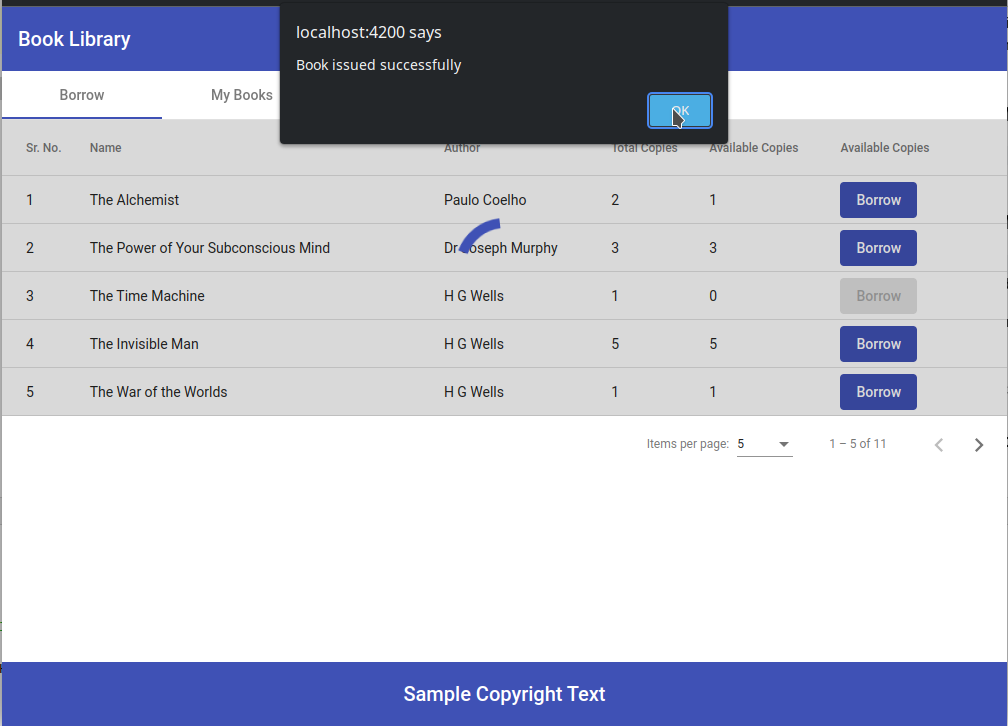 localhost:4200 says
Book issued successfully
OK
Book Library
Borrow My Books
Sr. No. Name Author Total Copies Available Copies Available Copies
1 The Alchemist Paulo Coelho 2 1 Borrow
2 The Power of Your Subconscious Mind Dr Joseph Murphy 3 3 Borrow
3 The Time Machine H G Wells 1 0 Borrow
4 The Invisible Man H G Wells 5 5 Borrow
5 The War of the Worlds H G Wells 1 1 Borrow
Items per page: 5 1 – 5 of 11
Sample Copyright Text